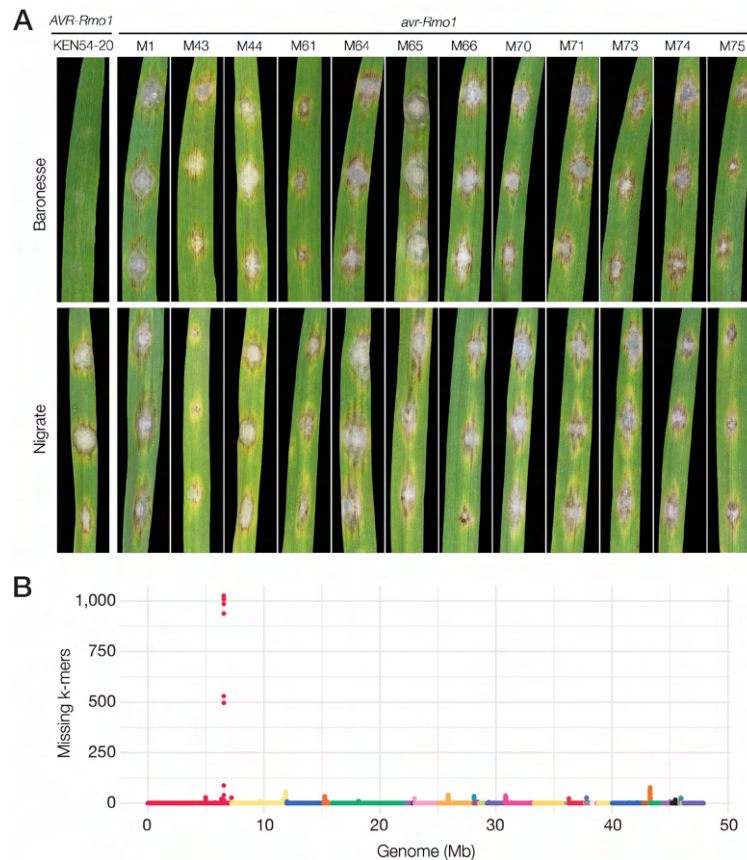 A
AVR-Rmo1 avr-Rmo1
KEN54-20 M1 M43 M44 M61 M64 M65 M66 M70 M71 M73 M74 M75
Baronesse
Nigrate
B
Missing k-mers
1,000
750
500
250
0
0 10 20 30 40 50
Genome (Mb)